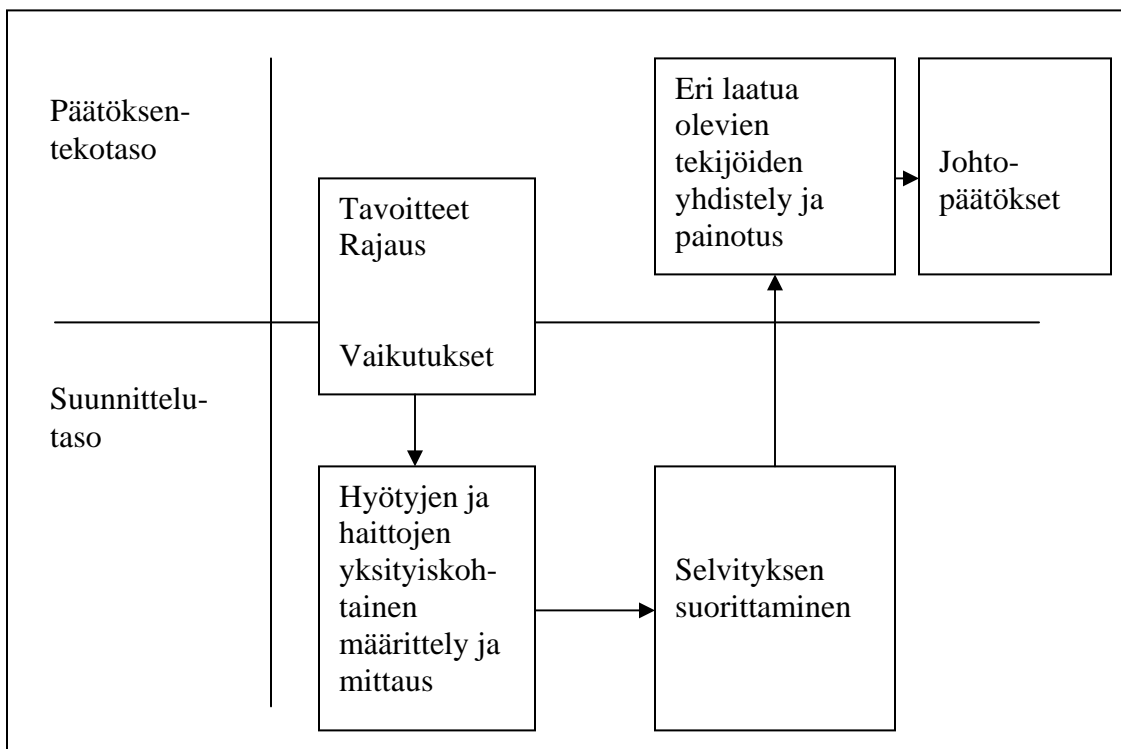 Päätöksen-
tekotaso
Tavoitteet
Rajaus
Vaikutukset
Eri laatua
olevien
tekijöiden
yhdistely ja
painotus
Johto-
päätökset
Suunnittelu-
taso
Hyötyjen ja
haittojen
yksityiskoh-
tainen
määrittely ja
mittaus
Selvityksen
suorittaminen